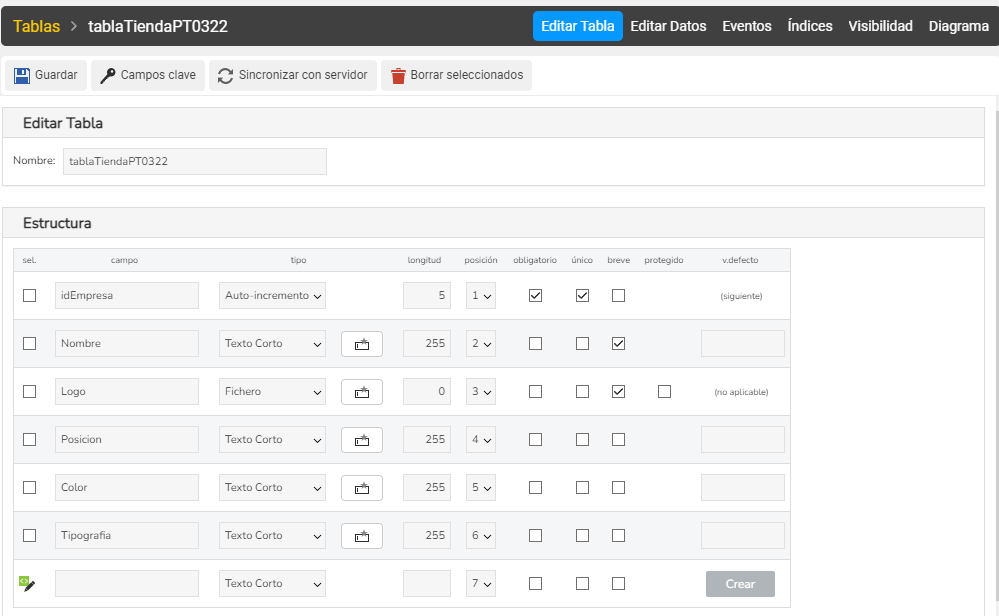 Tablas > tablaTiendaPT0322 Editar Tabla Editar Datos Eventos Índices Visibilidad Diagrama
Guardar Campos clave Sincronizar con servidor Borrar seleccionados
Editar Tabla
Nombre: tablaTiendaPT0322
Estructura
sel. campo tipo longitud posición obligatorio único breve protegido v.defecto
idEmpresa Auto-incremento 5 1 (siguiente)
Nombre Texto Corto 255 2
Logo Fichero 0 3 (no aplicable)
Posicion Texto Corto 255 4
Color Texto Corto 255 5
Tipografia Texto Corto 255 6
Texto Corto 7 Crear